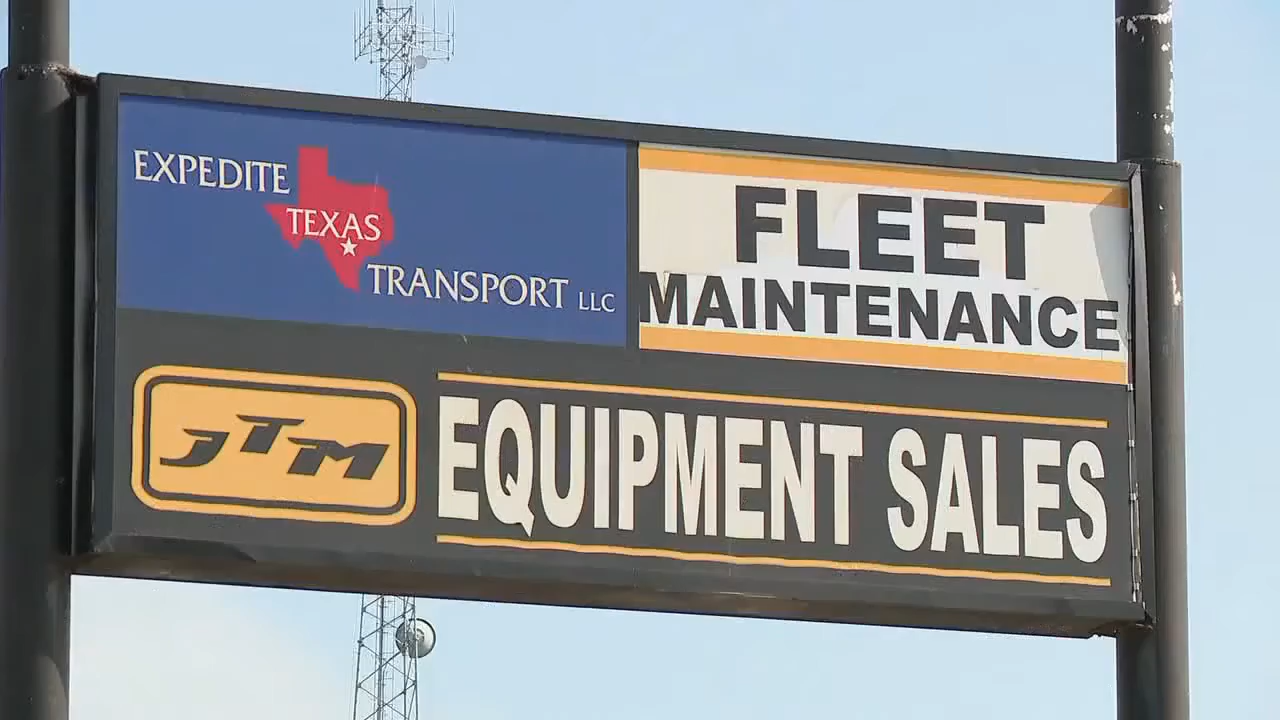 EXPEDITE
TEXAS
TRANSPORT LLC
FLEET
MAINTENANCE
JTM
EQUIPMENT SALES